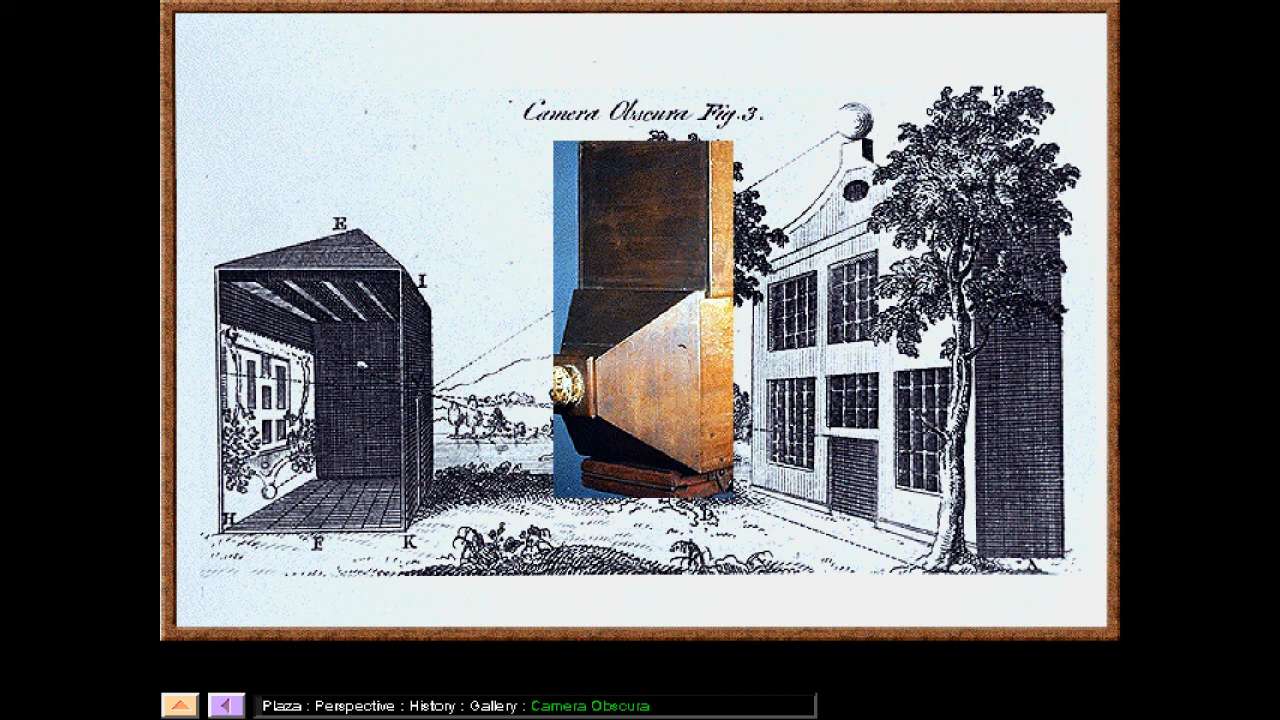 Camera Obscura Fig. 3.
B
E
I
G
H
F
K
D
Plaza : Perspective : History : Gallery : Camera Obscura